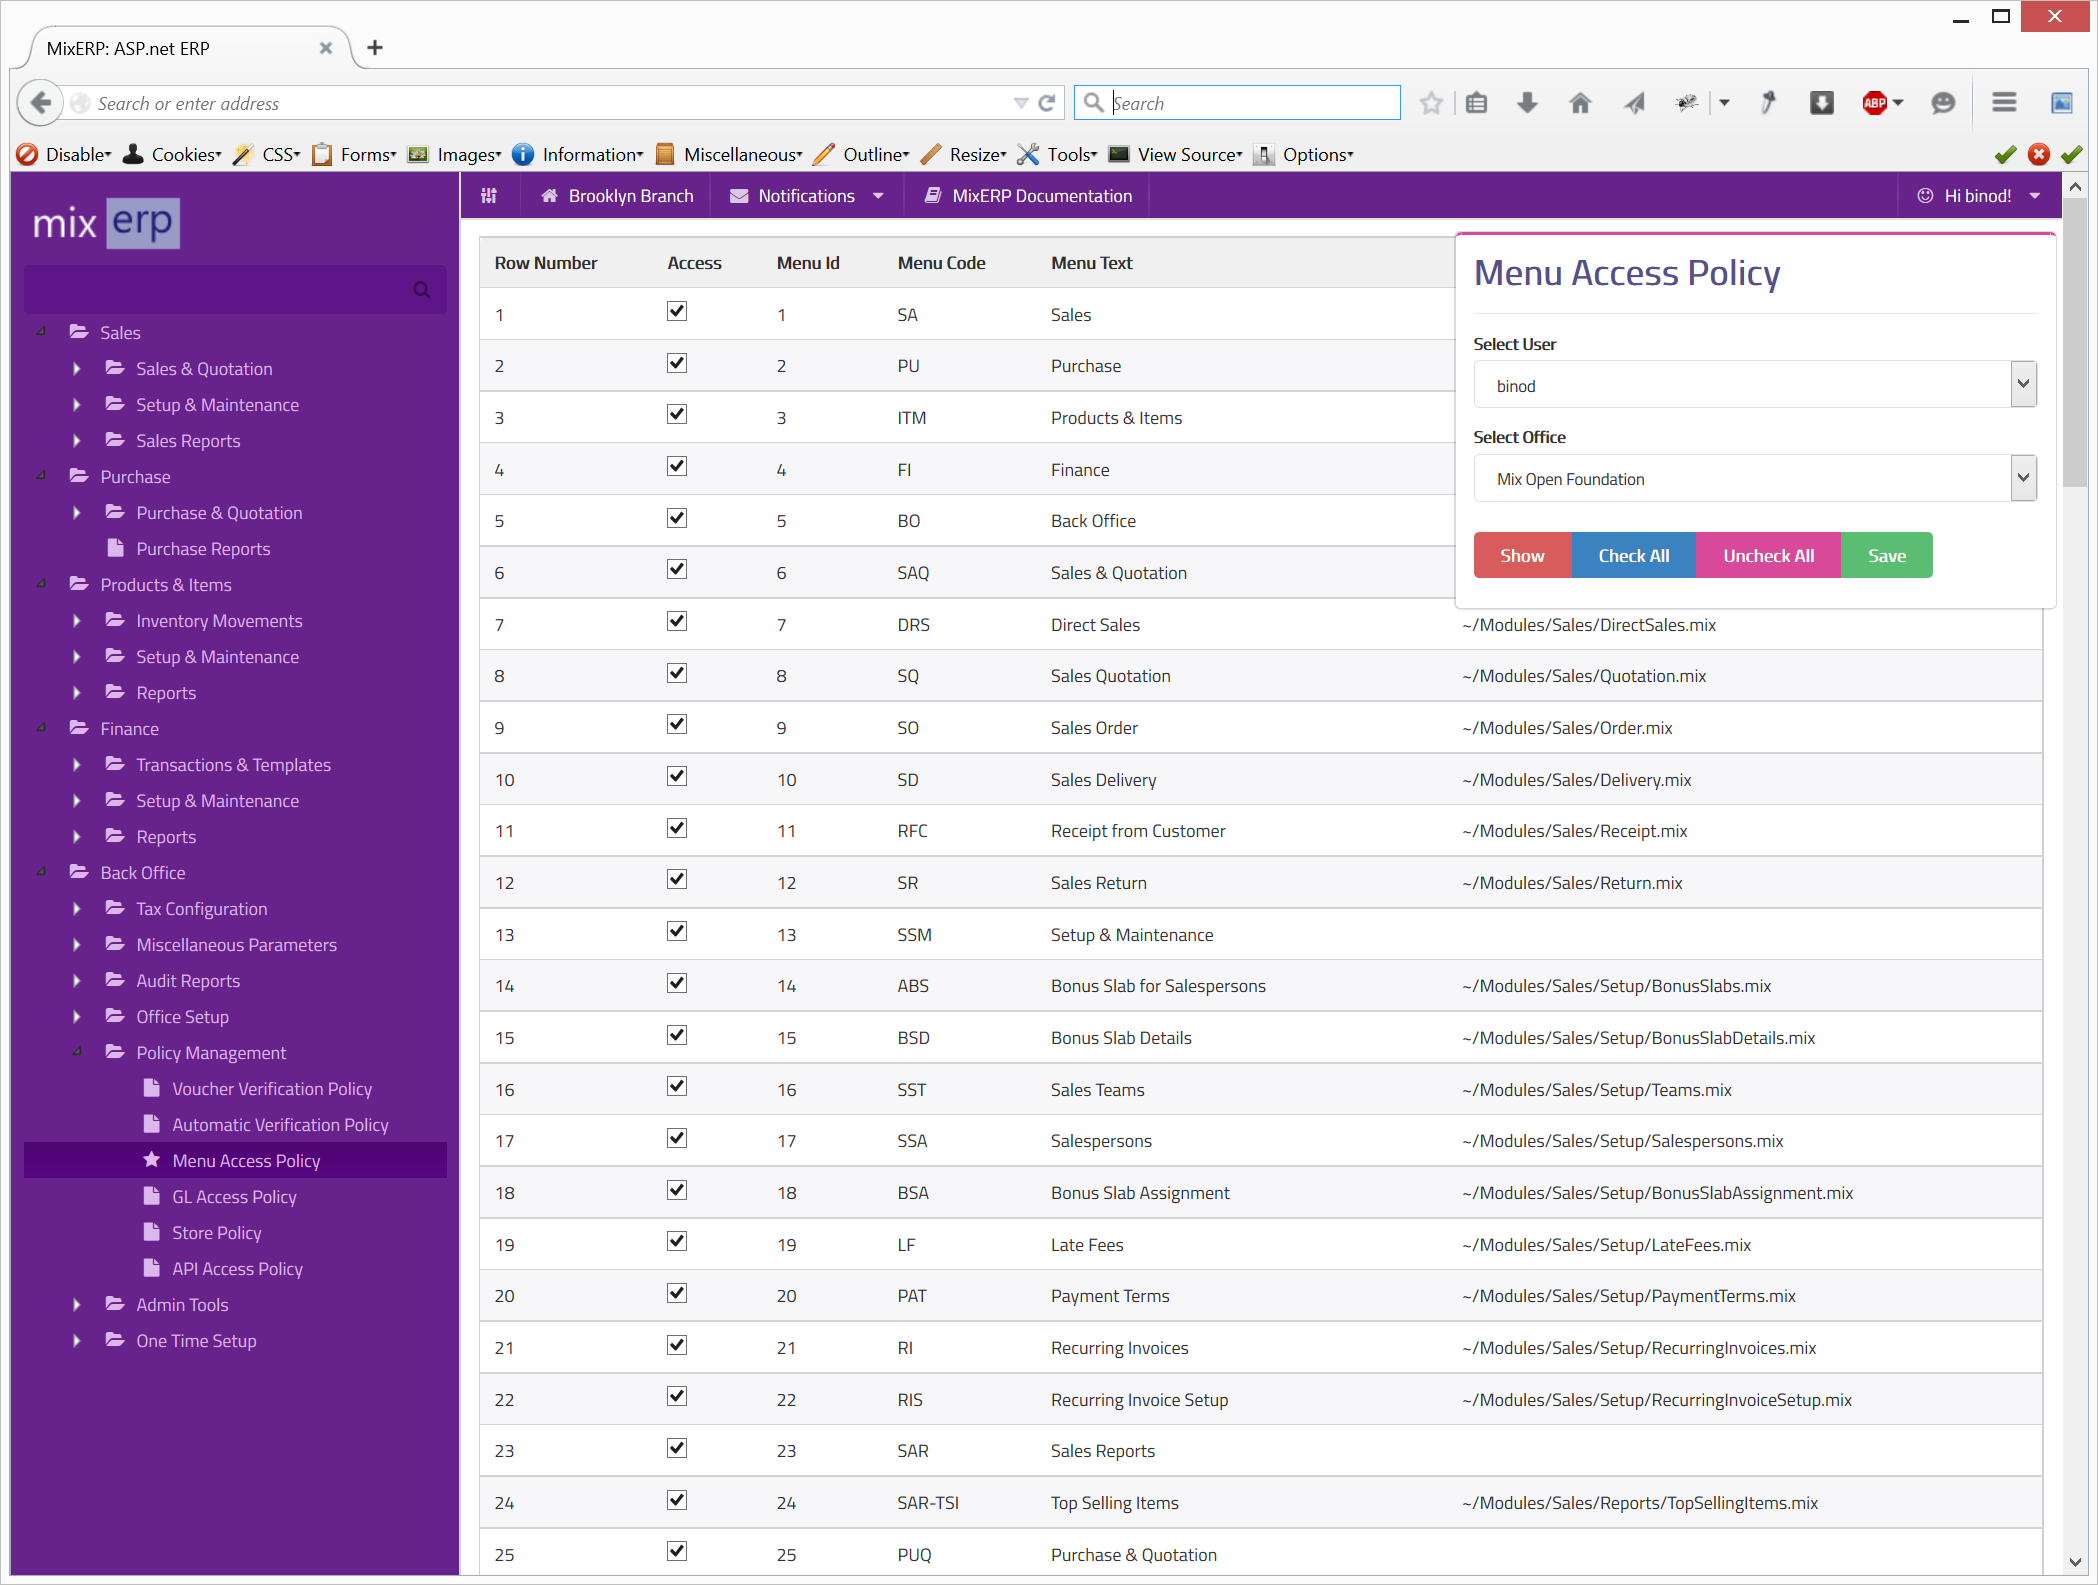 MixERP: ASP.net ERP
Search or enter address
Search
ABP
Disable Cookies CSS Forms Images Information Miscellaneous Outline Resize Tools View Source Options
mix erp
Brooklyn Branch Notifications MixERP Documentation Hi binod!
Sales
Sales & Quotation
Setup & Maintenance
Sales Reports
Purchase
Purchase & Quotation
Purchase Reports
Products & Items
Inventory Movements
Setup & Maintenance
Reports
Finance
Transactions & Templates
Setup & Maintenance
Reports
Back Office
Tax Configuration
Miscellaneous Parameters
Audit Reports
Office Setup
Policy Management
Voucher Verification Policy
Automatic Verification Policy
Menu Access Policy
GL Access Policy
Store Policy
API Access Policy
Admin Tools
One Time Setup
Row Number Access Menu Id Menu Code Menu Text
1 1 SA Sales
2 2 PU Purchase
3 3 ITM Products & Items
4 4 FI Finance
5 5 BO Back Office
6 6 SAQ Sales & Quotation
7 7 DRS Direct Sales ~/Modules/Sales/DirectSales.mix
8 8 SQ Sales Quotation ~/Modules/Sales/Quotation.mix
9 9 SO Sales Order ~/Modules/Sales/Order.mix
10 10 SD Sales Delivery ~/Modules/Sales/Delivery.mix
11 11 RFC Receipt from Customer ~/Modules/Sales/Receipt.mix
12 12 SR Sales Return ~/Modules/Sales/Return.mix
13 13 SSM Setup & Maintenance
14 14 ABS Bonus Slab for Salespersons ~/Modules/Sales/Setup/BonusSlabs.mix
15 15 BSD Bonus Slab Details ~/Modules/Sales/Setup/BonusSlabDetails.mix
16 16 SST Sales Teams ~/Modules/Sales/Setup/Teams.mix
17 17 SSA Salespersons ~/Modules/Sales/Setup/Salespersons.mix
18 18 BSA Bonus Slab Assignment ~/Modules/Sales/Setup/BonusSlabAssignment.mix
19 19 LF Late Fees ~/Modules/Sales/Setup/LateFees.mix
20 20 PAT Payment Terms ~/Modules/Sales/Setup/PaymentTerms.mix
21 21 RI Recurring Invoices ~/Modules/Sales/Setup/RecurringInvoices.mix
22 22 RIS Recurring Invoice Setup ~/Modules/Sales/Setup/RecurringInvoiceSetup.mix
23 23 SAR Sales Reports
24 24 SAR-TSI Top Selling Items ~/Modules/Sales/Reports/TopSellingItems.mix
25 25 PUQ Purchase & Quotation
Menu Access Policy
Select User
binod
Select Office
Mix Open Foundation
Show Check All Uncheck All Save